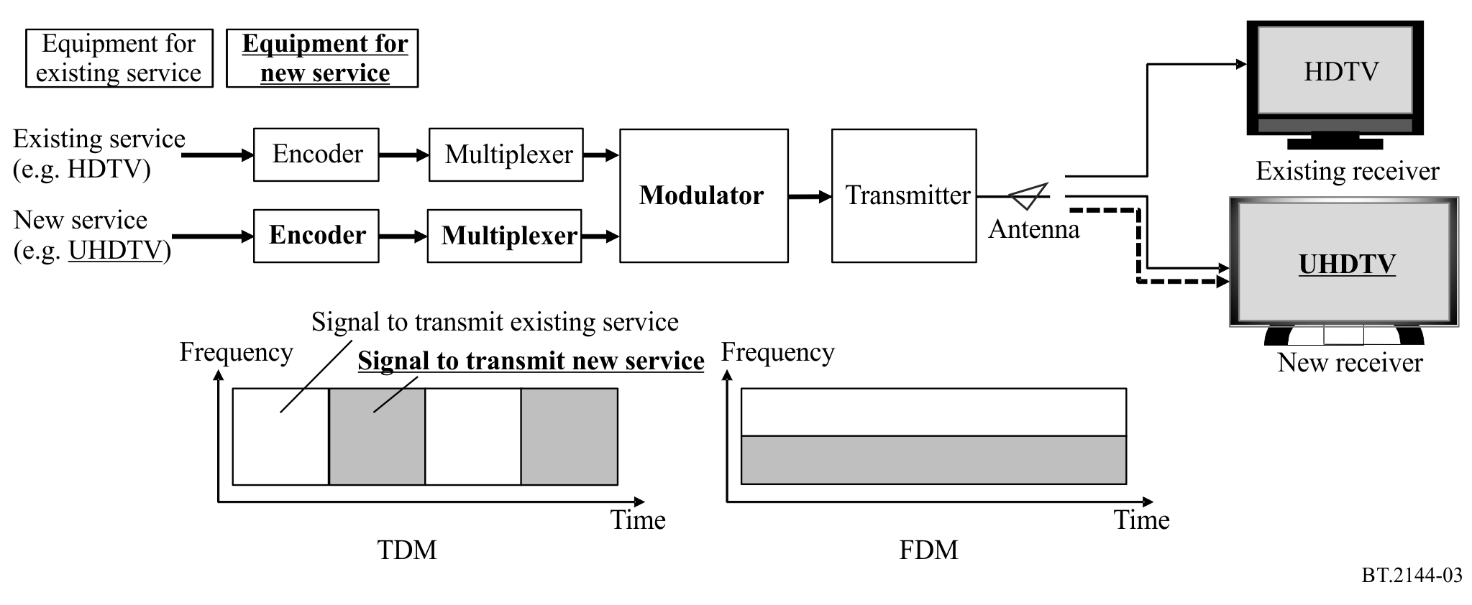 Equipment for
existing service
Equipment for
new service
Existing service
(e.g. HDTV)
Encoder
Multiplexer
Modulator
Transmitter
Antenna
HDTV
Existing receiver
New service
(e.g. UHDTV)
Encoder
Multiplexer
UHDTV
New receiver
Signal to transmit existing service
Frequency
Signal to transmit new service
Time
TDM
Frequency
Time
FDM
BT.2144-03